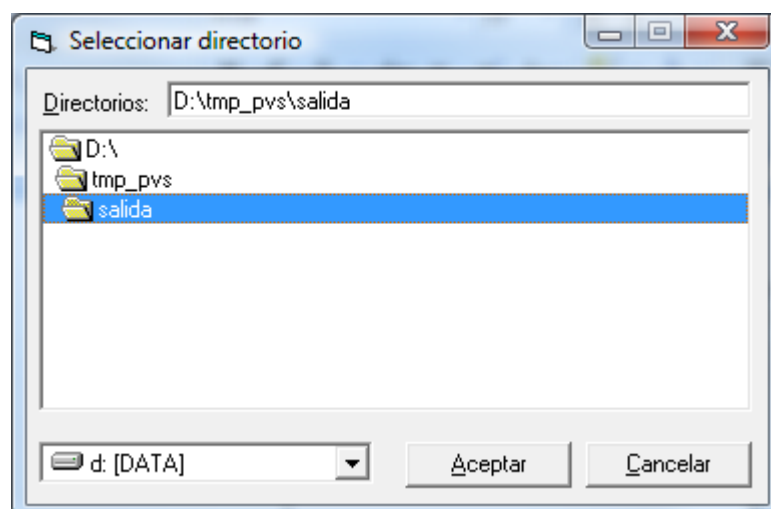 Seleccionar directorio
Directorios: D:\tmp_pvs\salida
D:\
tmp_pvs
salida
d: [DATA]
Aceptar Cancelar